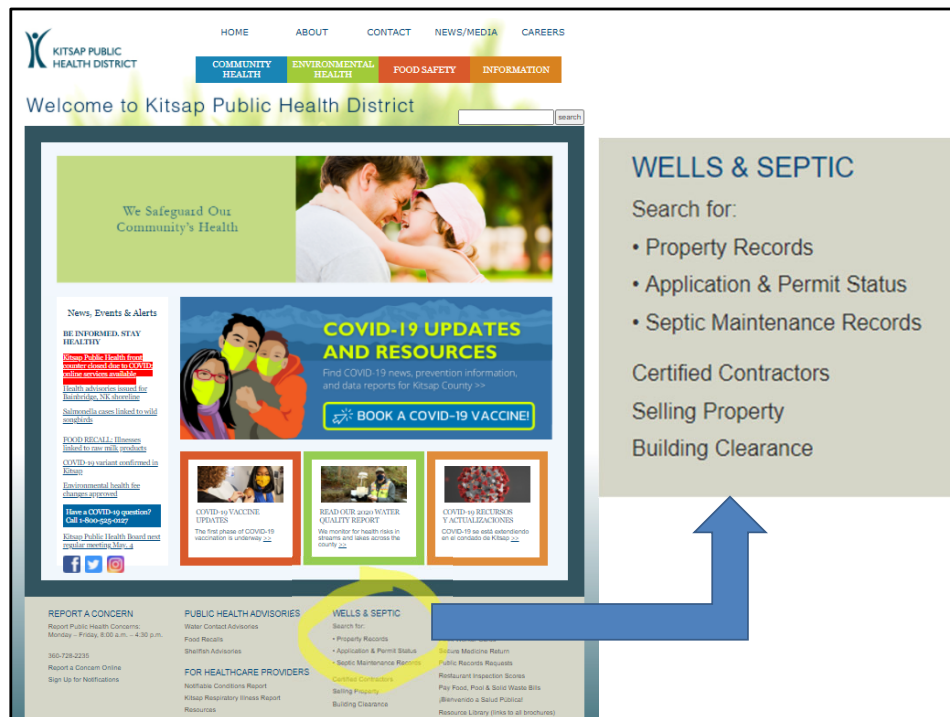 KITSAP PUBLIC
HEALTH DISTRICT
HOME
ABOUT
CONTACT
NEWS/MEDIA
CAREERS
COMMUNITY
HEALTH
ENVIRONMENTAL
HEALTH
FOOD SAFETY
INFORMATION
Welcome to Kitsap Public Health District
search
We Safeguard Our
Community's Health
News, Events & Alerts
BE INFORMED. STAY
HEALTHY
Kitsap Public Health front
counter closed due to COVID;
online services available
Health advisories issued for
Bainbridge, NK shoreline
Salmonella cases linked to wild
songbirds
FOOD RECALL: Illnesses
linked to raw milk products
COVID-19 variant confirmed in
Kitsap
Environmental health fee
changes approved
Have a COVID-19 question?
Call 1-800-525-0127
Kitsap Public Health Board next
regular meeting May. 4
COVID-19 UPDATES
AND RESOURCES
Find COVID-19 news, prevention information,
and data reports for Kitsap County >>
BOOK A COVID-19 VACCINE!
COVID-19 VACCINE
UPDATES
The first phase of COVID-19
vaccination is underway >>
READ OUR 2020 WATER
QUALITY REPORT
We monitor for health risks in
streams and lakes across the
county >>
COVID-19 RECURSOS
Y ACTUALIZACIONES
COVID-19 se está extendiendo
en el condado de Kitsap >>
REPORT A CONCERN
Report Public Health Concerns:
Monday – Friday, 8:00 a.m. – 4:30 p.m.
360-728-2235
Report a Concern Online
Sign Up for Notifications
PUBLIC HEALTH ADVISORIES
Water Contact Advisories
Food Recalls
Shellfish Advisories
FOR HEALTHCARE PROVIDERS
Notifiable Conditions Report
Kitsap Respiratory Illness Report
Resources
WELLS & SEPTIC
Search for:
• Property Records
• Application & Permit Status
• Septic Maintenance Records
Certified Contractors
Selling Property
Building Clearance
Secure Medicine Return
Public Records Requests
Restaurant Inspection Scores
Pay Food, Pool & Solid Waste Bills
¡Bienvenido a Salud Pública!
Resource Library (links to all brochures)
WELLS & SEPTIC
Search for:
• Property Records
• Application & Permit Status
• Septic Maintenance Records
Certified Contractors
Selling Property
Building Clearance